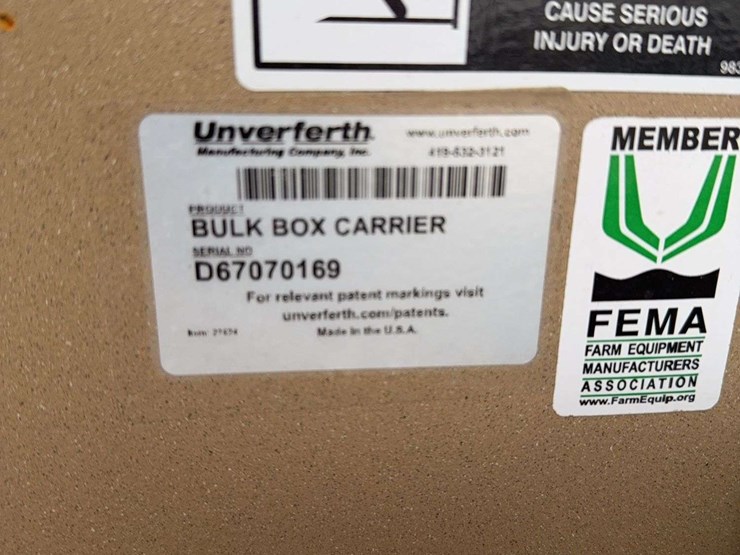 CAUSE SERIOUS
INJURY OR DEATH
983
Unverferth www.unverferth.com
Manufacturing Company, Inc. 419-532-3121
PRODUCT
BULK BOX CARRIER
SERIAL NO
D67070169
For relevant patent markings visit
unverferth.com/patents.
Made in the U.S.A.
MEMBER
FEMA
FARM EQUIPMENT
MANUFACTURERS
ASSOCIATION
www.FarmEquip.org